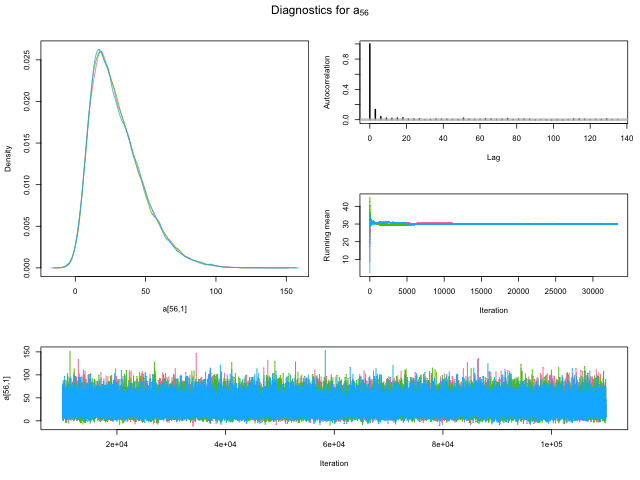 Diagnostics for a56
Density
0.000 0.005 0.010 0.015 0.020 0.025
0 50 100 150
a[56,1]
Autocorrelation
0.0 0.4 0.8
0 20 40 60 80 100 120 140
Lag
Running mean
10 20 30 40
0 5000 10000 15000 20000 25000 30000
Iteration
a[56,1]
0 50 100 150
2e+04 4e+04 6e+04 8e+04 1e+05
Iteration